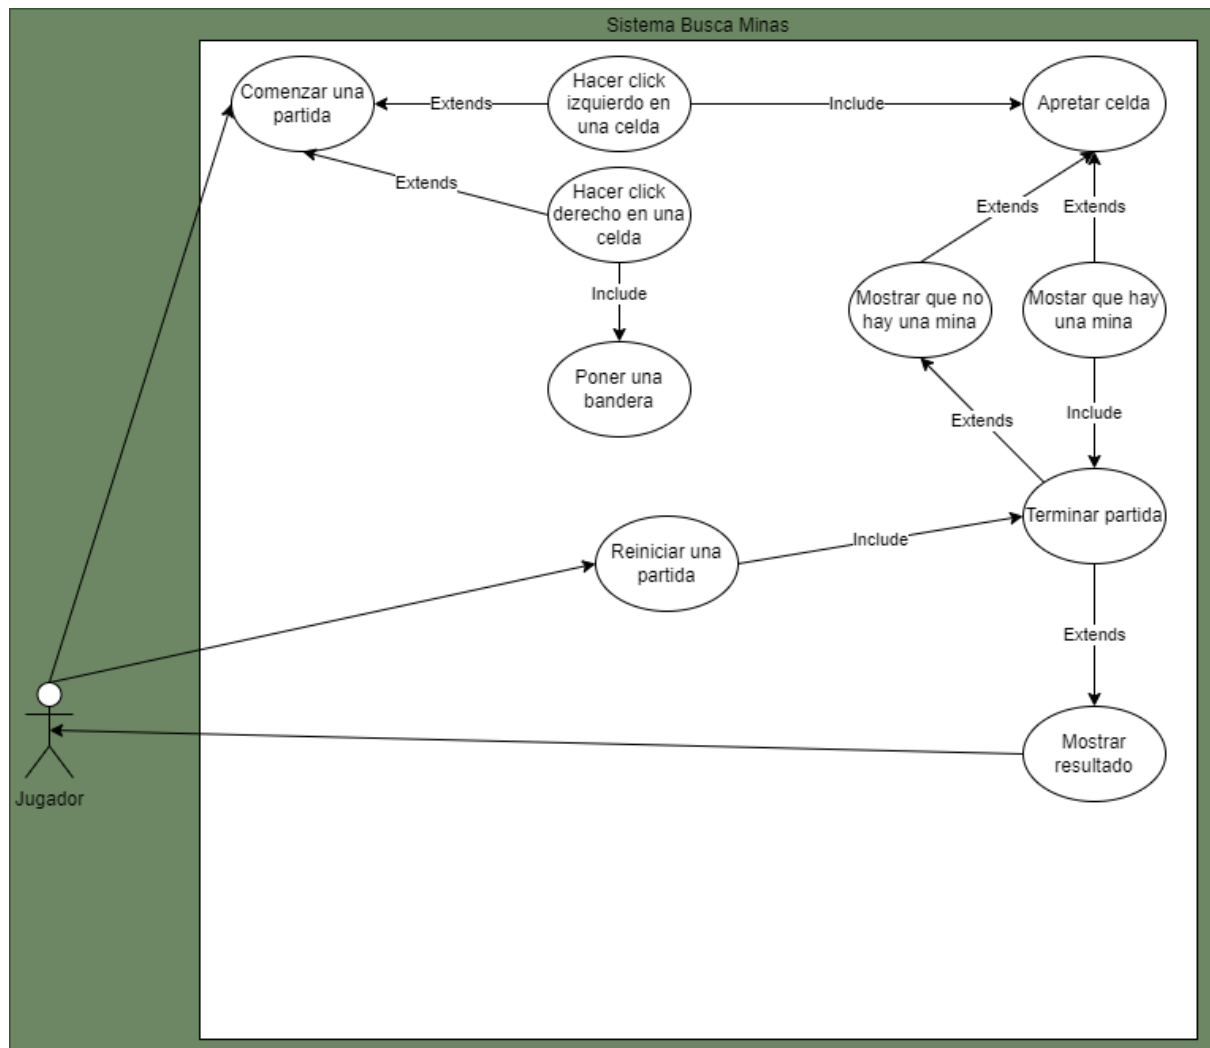 Sistema Busca Minas
Comenzar una
partida
Extends
Hacer click
izquierdo en
una celda
Include
Apretar celda
Extends
Hacer click
derecho en una
celda
Extends
Extends
Include
Mostrar que no
hay una mina
Mostar que hay
una mina
Poner una
bandera
Extends
Include
Terminar partida
Reiniciar una
partida
Include
Extends
Mostrar
resultado
Jugador